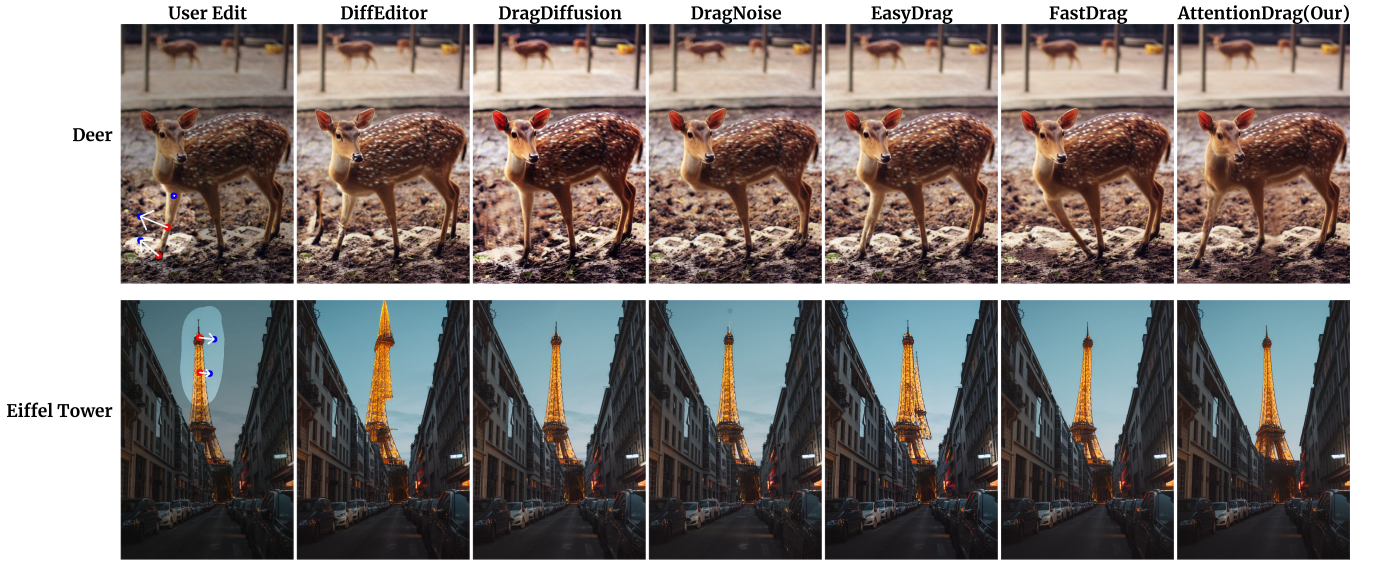 User Edit
DiffEditor
DragDiffusion
DragNoise
EasyDrag
FastDrag
AttentionDrag(Our)
Deer
Eiffel Tower